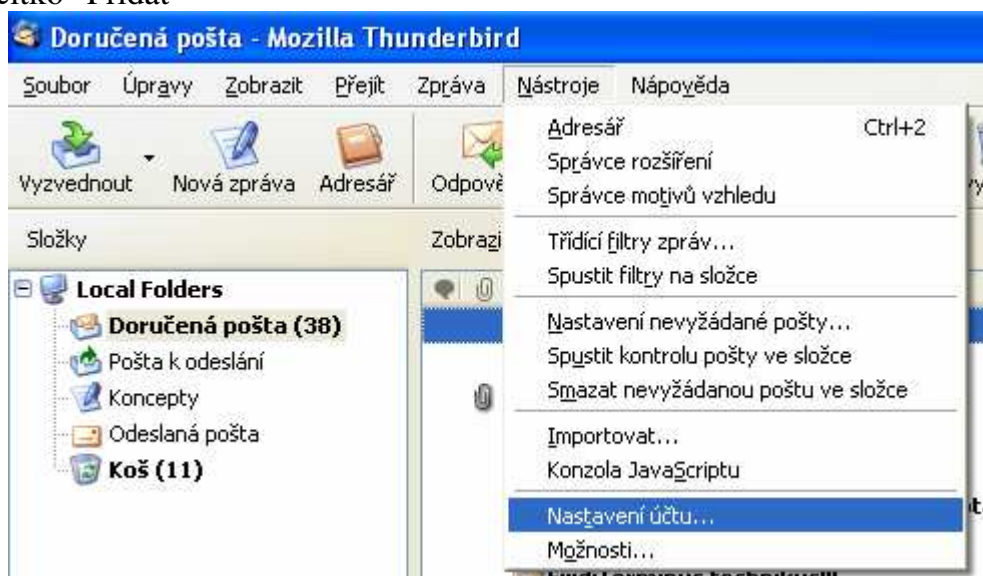 Doručená pošta - Mozilla Thunderbird
Soubor Úpravy Zobrazit Přejít Zpráva Nástroje Nápověda
Vyzvednout Nová zpráva Adresář
Adresář Ctrl+2
Správce rozšíření
Správce motivů vzhledu
Složky
Třídící filtry zpráv...
Spustit filtry na složce
Local Folders
Doručená pošta (38)
Pošta k odeslání
Koncepty
Odeslaná pošta
Koš (11)
Nastavení nevyžádané pošty...
Spustit kontrolu pošty ve složce
Smazat nevyžádanou poštu ve složce
Importovat...
Konzola JavaScriptu
Nastavení účtu...
Možnosti...